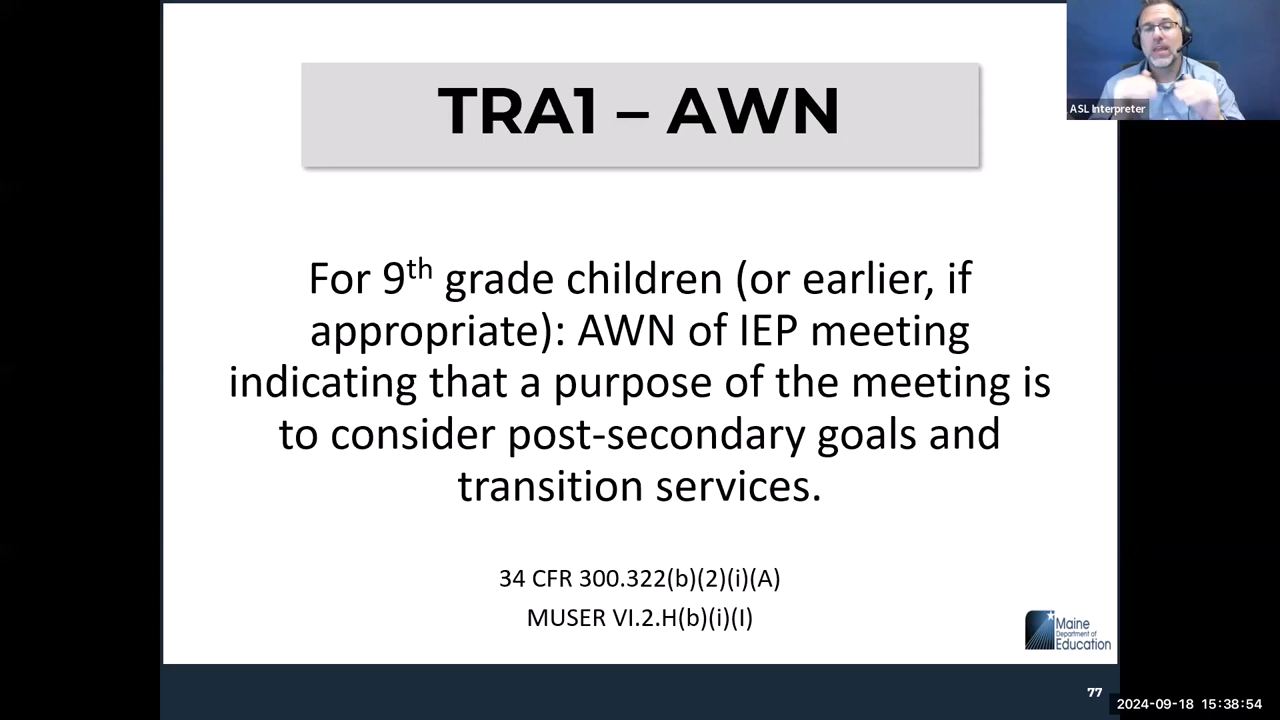 TRA1 – AWN
ASL Interpreter
For 9th grade children (or earlier, if
appropriate): AWN of IEP meeting
indicating that a purpose of the meeting is
to consider post-secondary goals and
transition services.
34 CFR 300.322(b)(2)(i)(A)
MUSER VI.2.H(b)(i)(I)
Maine
Department of
Education
77
2024-09-18 15:38:54